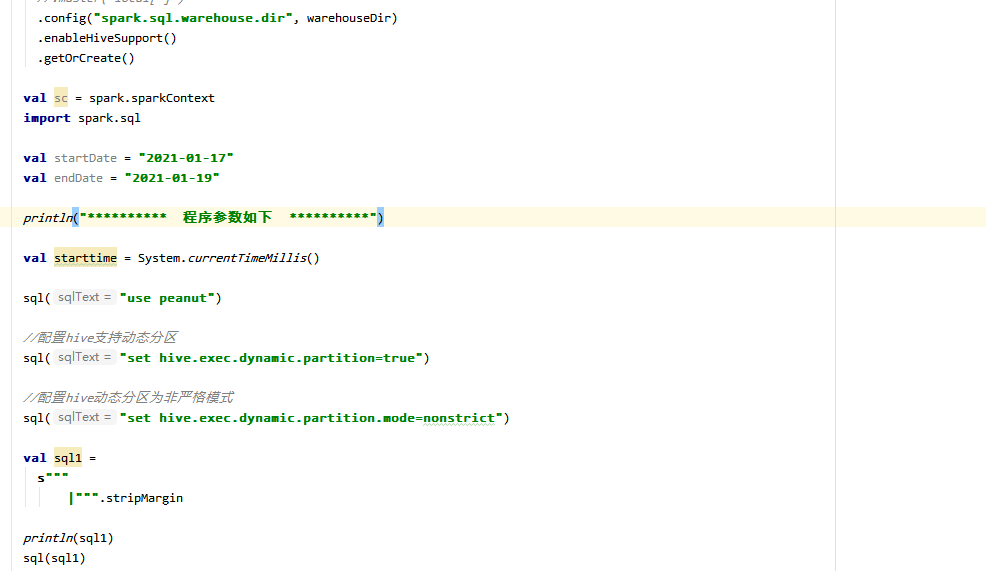 .config("spark.sql.warehouse.dir", warehouseDir)
.enableHiveSupport()
.getOrCreate()
val sc = spark.sparkContext
import spark.sql
val startDate = "2021-01-17"
val endDate = "2021-01-19"
println("********** 程序参数如下 **********")
val starttime = System.currentTimeMillis()
sql( sqlText = "use peanut")
//配置hive支持动态分区
sql( sqlText = "set hive.exec.dynamic.partition=true")
//配置hive动态分区为非严格模式
sql( sqlText = "set hive.exec.dynamic.partition.mode=nonstrict")
val sql1 =
s"""
|""".stripMargin
println(sql1)
sql(sql1)